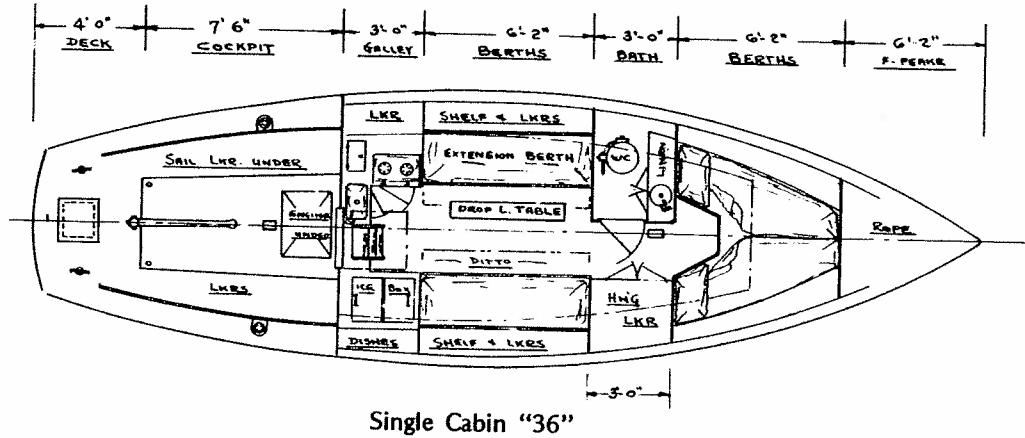 4'0" 7'6" 3'-0" 6'-2" 3'-0" 6'-2" 6'-2"
DECK COCKPIT GALLEY BERTHS BATH BERTHS F. PEAKE
LKR SHELF & LKRS
SAIL LKR. UNDER
EXTENSION BERTH
WC
LINEN
DROP L. TABLE
ENGINE
UNDER
ROPE
DITTO
LKRS
ICE BOX
HNG
LKR
DISHES SHELF & LKRS
3'-0"
Single Cabin "36"